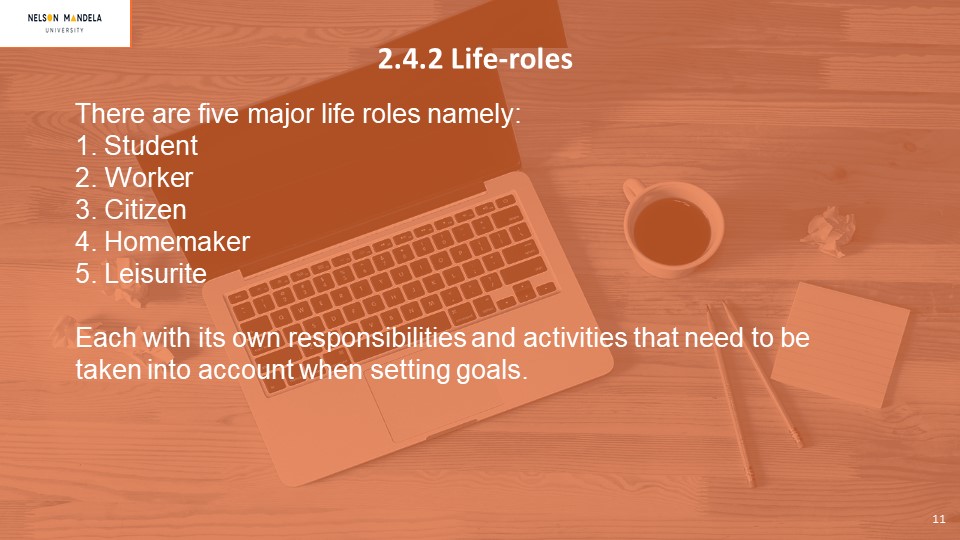 NELSON MANDELA
UNIVERSITY
2.4.2 Life-roles
There are five major life roles namely:
1. Student
2. Worker
3. Citizen
4. Homemaker
5. Leisurite
Each with its own responsibilities and activities that need to be
taken into account when setting goals.
11